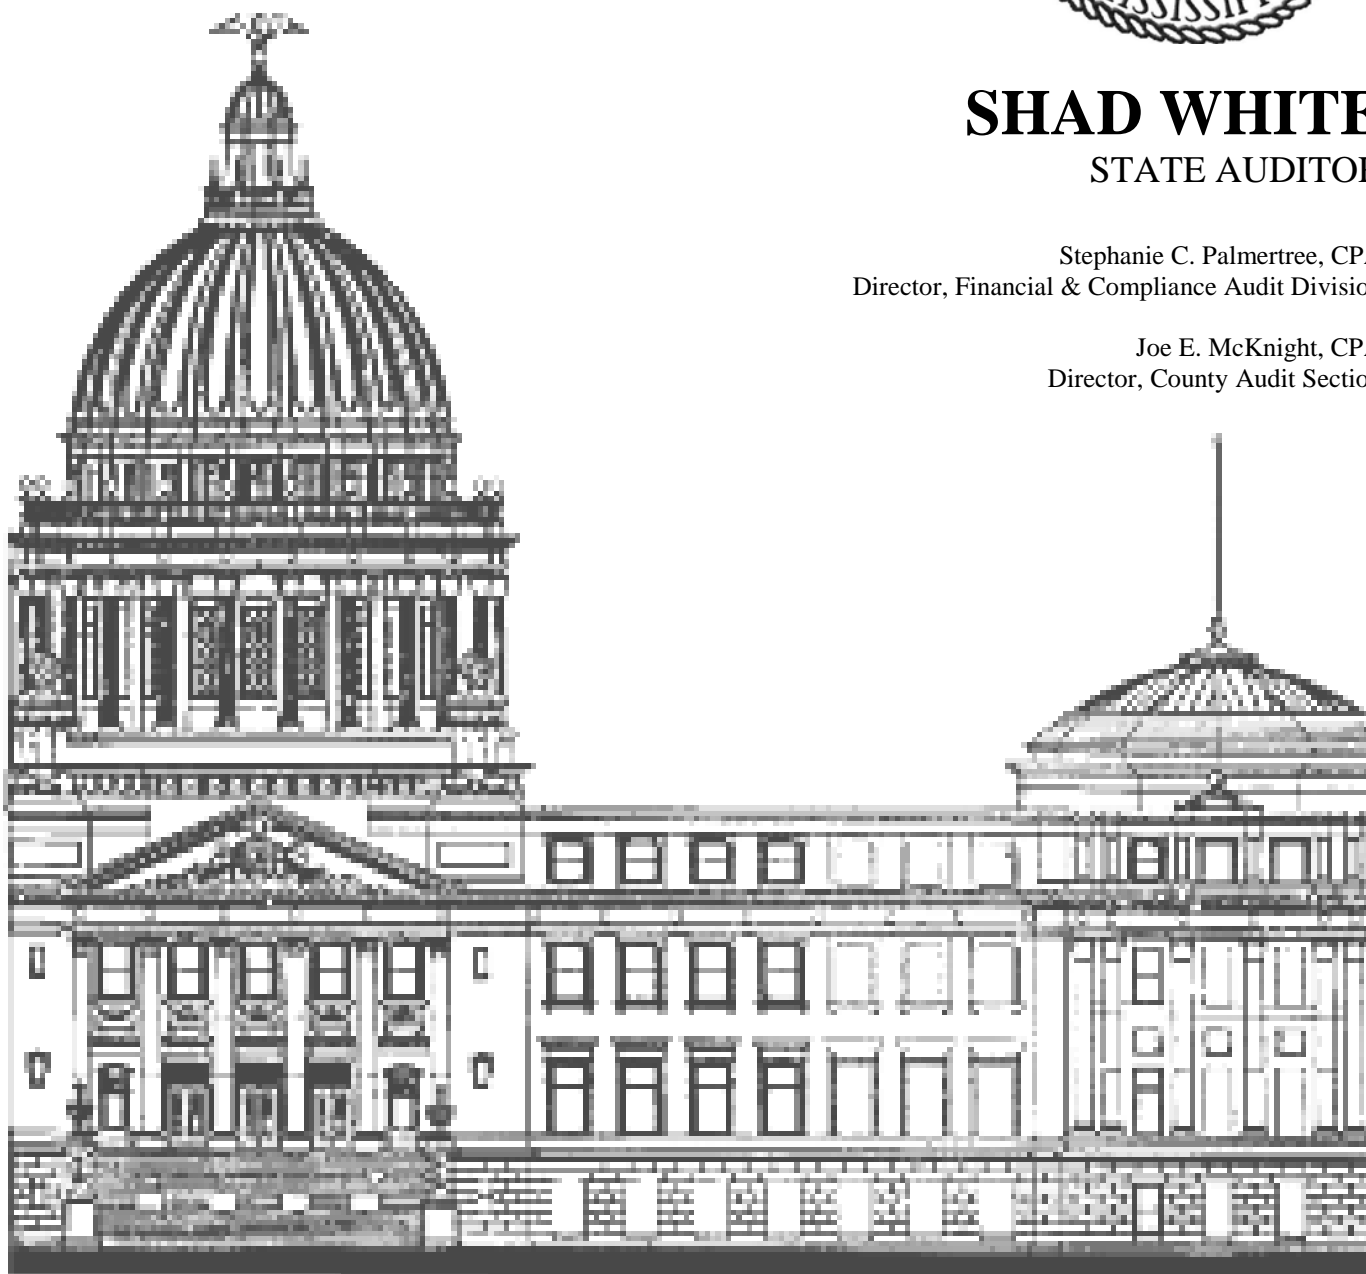 MISSISSIPPI
SHAD WHITE
STATE AUDITOR
Stephanie C. Palmertree, CPA
Director, Financial & Compliance Audit Division
Joe E. McKnight, CPA
Director, County Audit Section